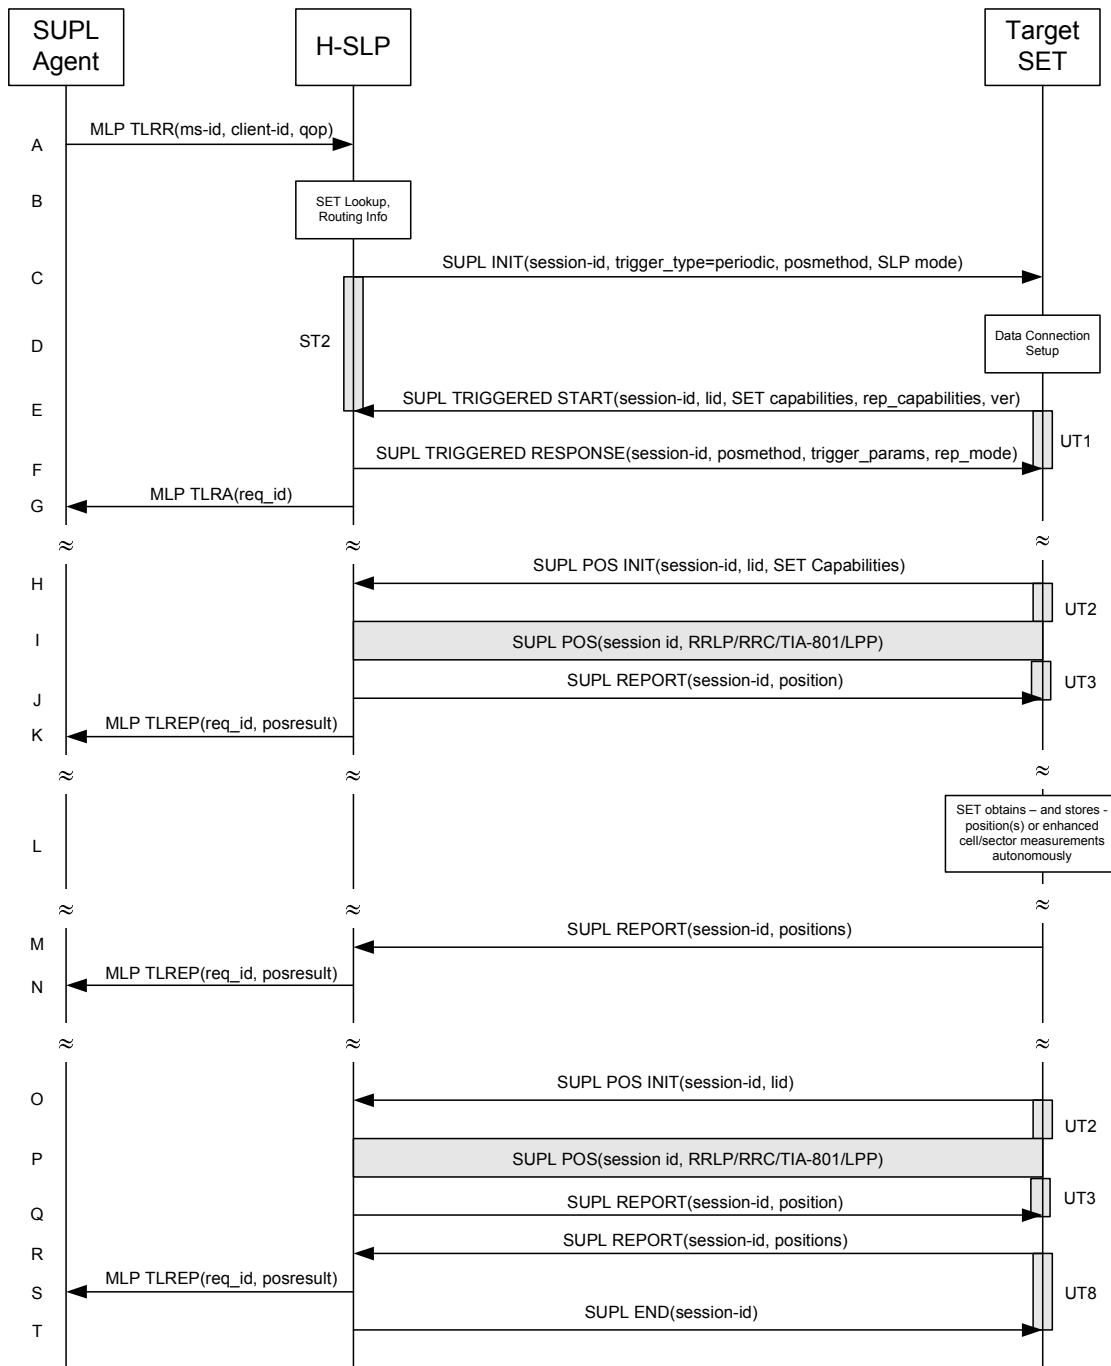 SUPL
Agent
H-SLP
Target
SET
A
MLP TLRR(ms-id, client-id, qop)
B
SET Lookup,
Routing Info
C
SUPL INIT(session-id, trigger_type=periodic, posmethod, SLP mode)
D
ST2
Data Connection
Setup
E
SUPL TRIGGERED START(session-id, lid, SET capabilities, rep_capabilities, ver)
UT1
F
SUPL TRIGGERED RESPONSE(session-id, posmethod, trigger_params, rep_mode)
G
MLP TLRA(req_id)
≈ ≈ ≈
H
SUPL POS INIT(session-id, lid, SET Capabilities)
UT2
I
SUPL POS(session id, RRLP/RRC/TIA-801/LPP)
J
SUPL REPORT(session-id, position)
UT3
K
MLP TLREP(req_id, posresult)
≈ ≈ ≈
L
SET obtains – and stores -
position(s) or enhanced
cell/sector measurements
autonomously
≈ ≈ ≈
M
SUPL REPORT(session-id, positions)
N
MLP TLREP(req_id, posresult)
≈ ≈ ≈
O
SUPL POS INIT(session-id, lid)
UT2
P
SUPL POS(session id, RRLP/RRC/TIA-801/LPP)
Q
SUPL REPORT(session-id, position)
UT3
R
SUPL REPORT(session-id, positions)
S
MLP TLREP(req_id, posresult)
UT8
T
SUPL END(session-id)